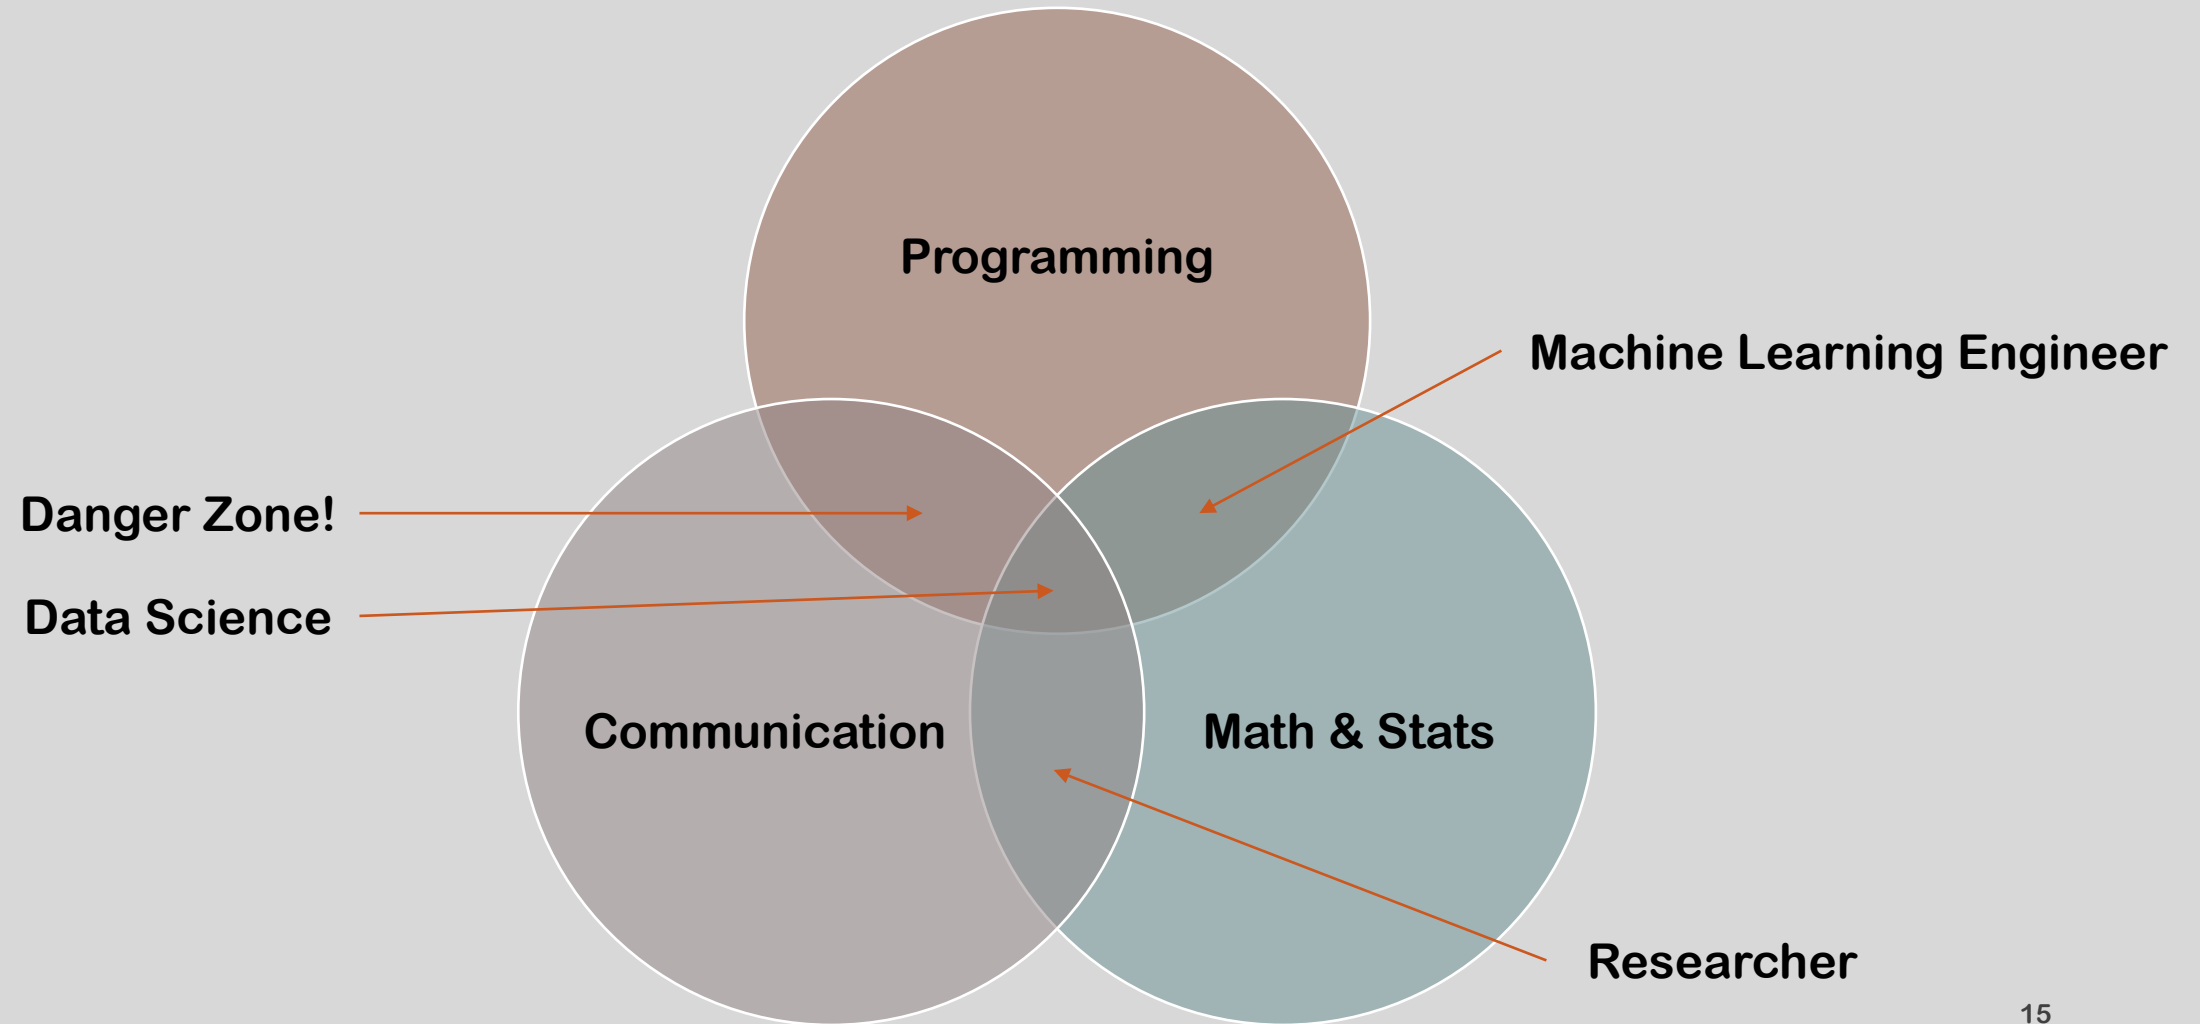 Programming
Machine Learning Engineer
Danger Zone!
Data Science
Communication
Math & Stats
Researcher
15